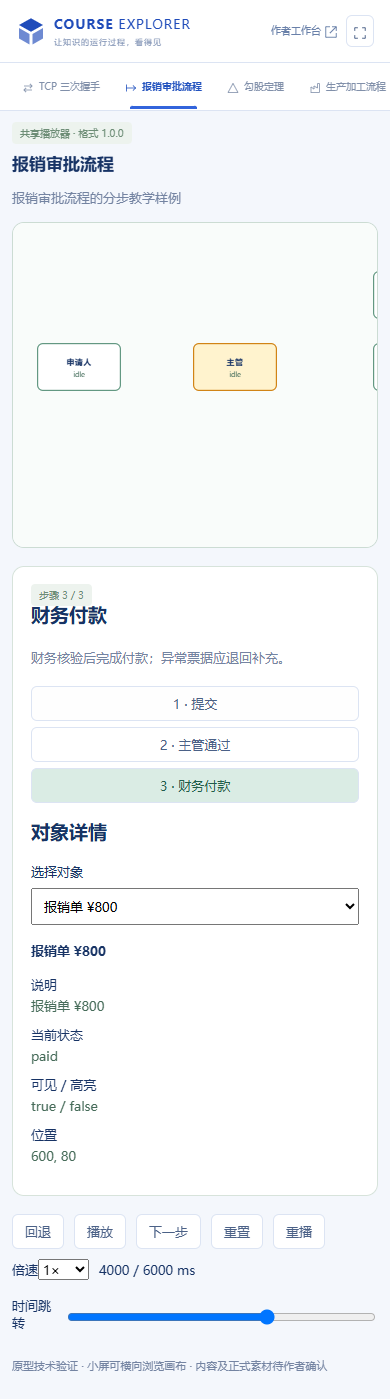 COURSE EXPLORER
让知识的运行过程，看得见
作者工作台
TCP 三次握手
报销审批流程
勾股定理
生产加工流程
共享播放器 · 格式 1.0.0
报销审批流程
报销审批流程的分步教学样例
申请人
idle
主管
idle
步骤 3 / 3
财务付款
财务核验后完成付款；异常票据应退回补充。
1 · 提交
2 · 主管通过
3 · 财务付款
对象详情
选择对象
报销单 ¥800
报销单 ¥800
说明
报销单 ¥800
当前状态
paid
可见 / 高亮
true / false
位置
600, 80
回退
播放
下一步
重置
重播
倍速 1× 4000 / 6000 ms
时间跳
转
原型技术验证 · 小屏可横向浏览画布 · 内容及正式素材待作者确认